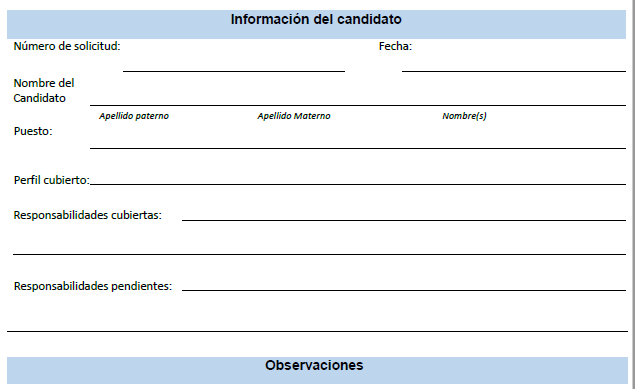 Información del candidato
Número de solicitud: Fecha:
Nombre del
Candidato
Apellido paterno Apellido Materno Nombre(s)
Puesto:
Perfil cubierto:
Responsabilidades cubiertas:
Responsabilidades pendientes:
Observaciones